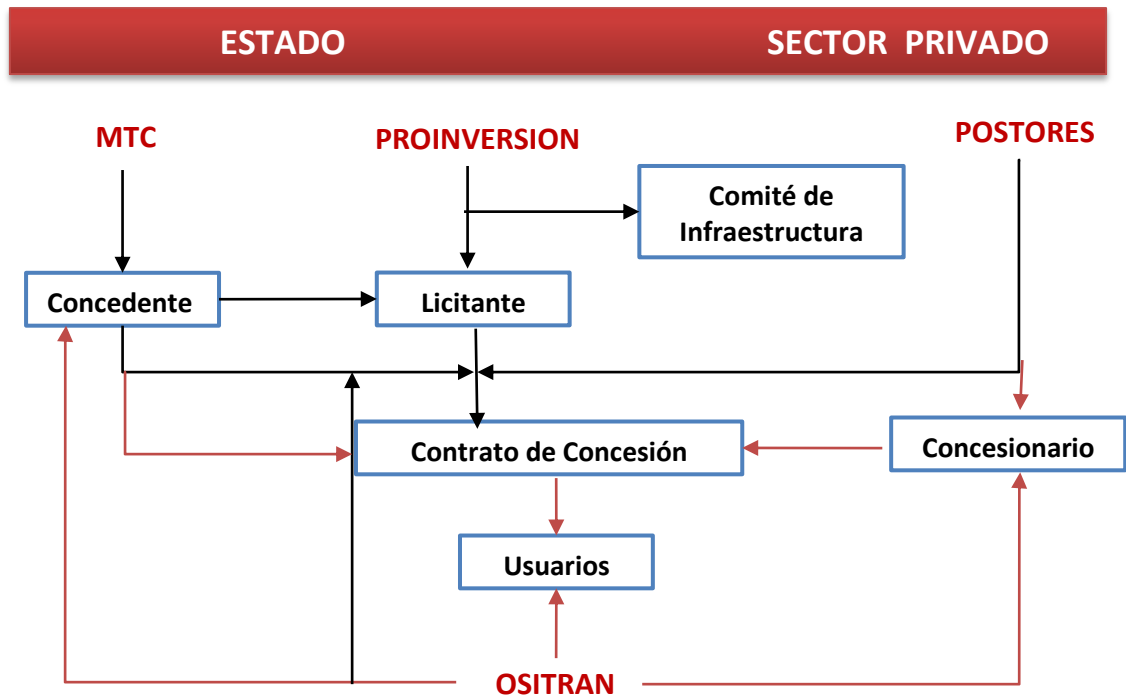 ESTADO SECTOR PRIVADO
MTC PROINVERSION POSTORES
Comité de
Infraestructura
Concedente Licitante
Contrato de Concesión Concesionario
Usuarios
OSITRAN